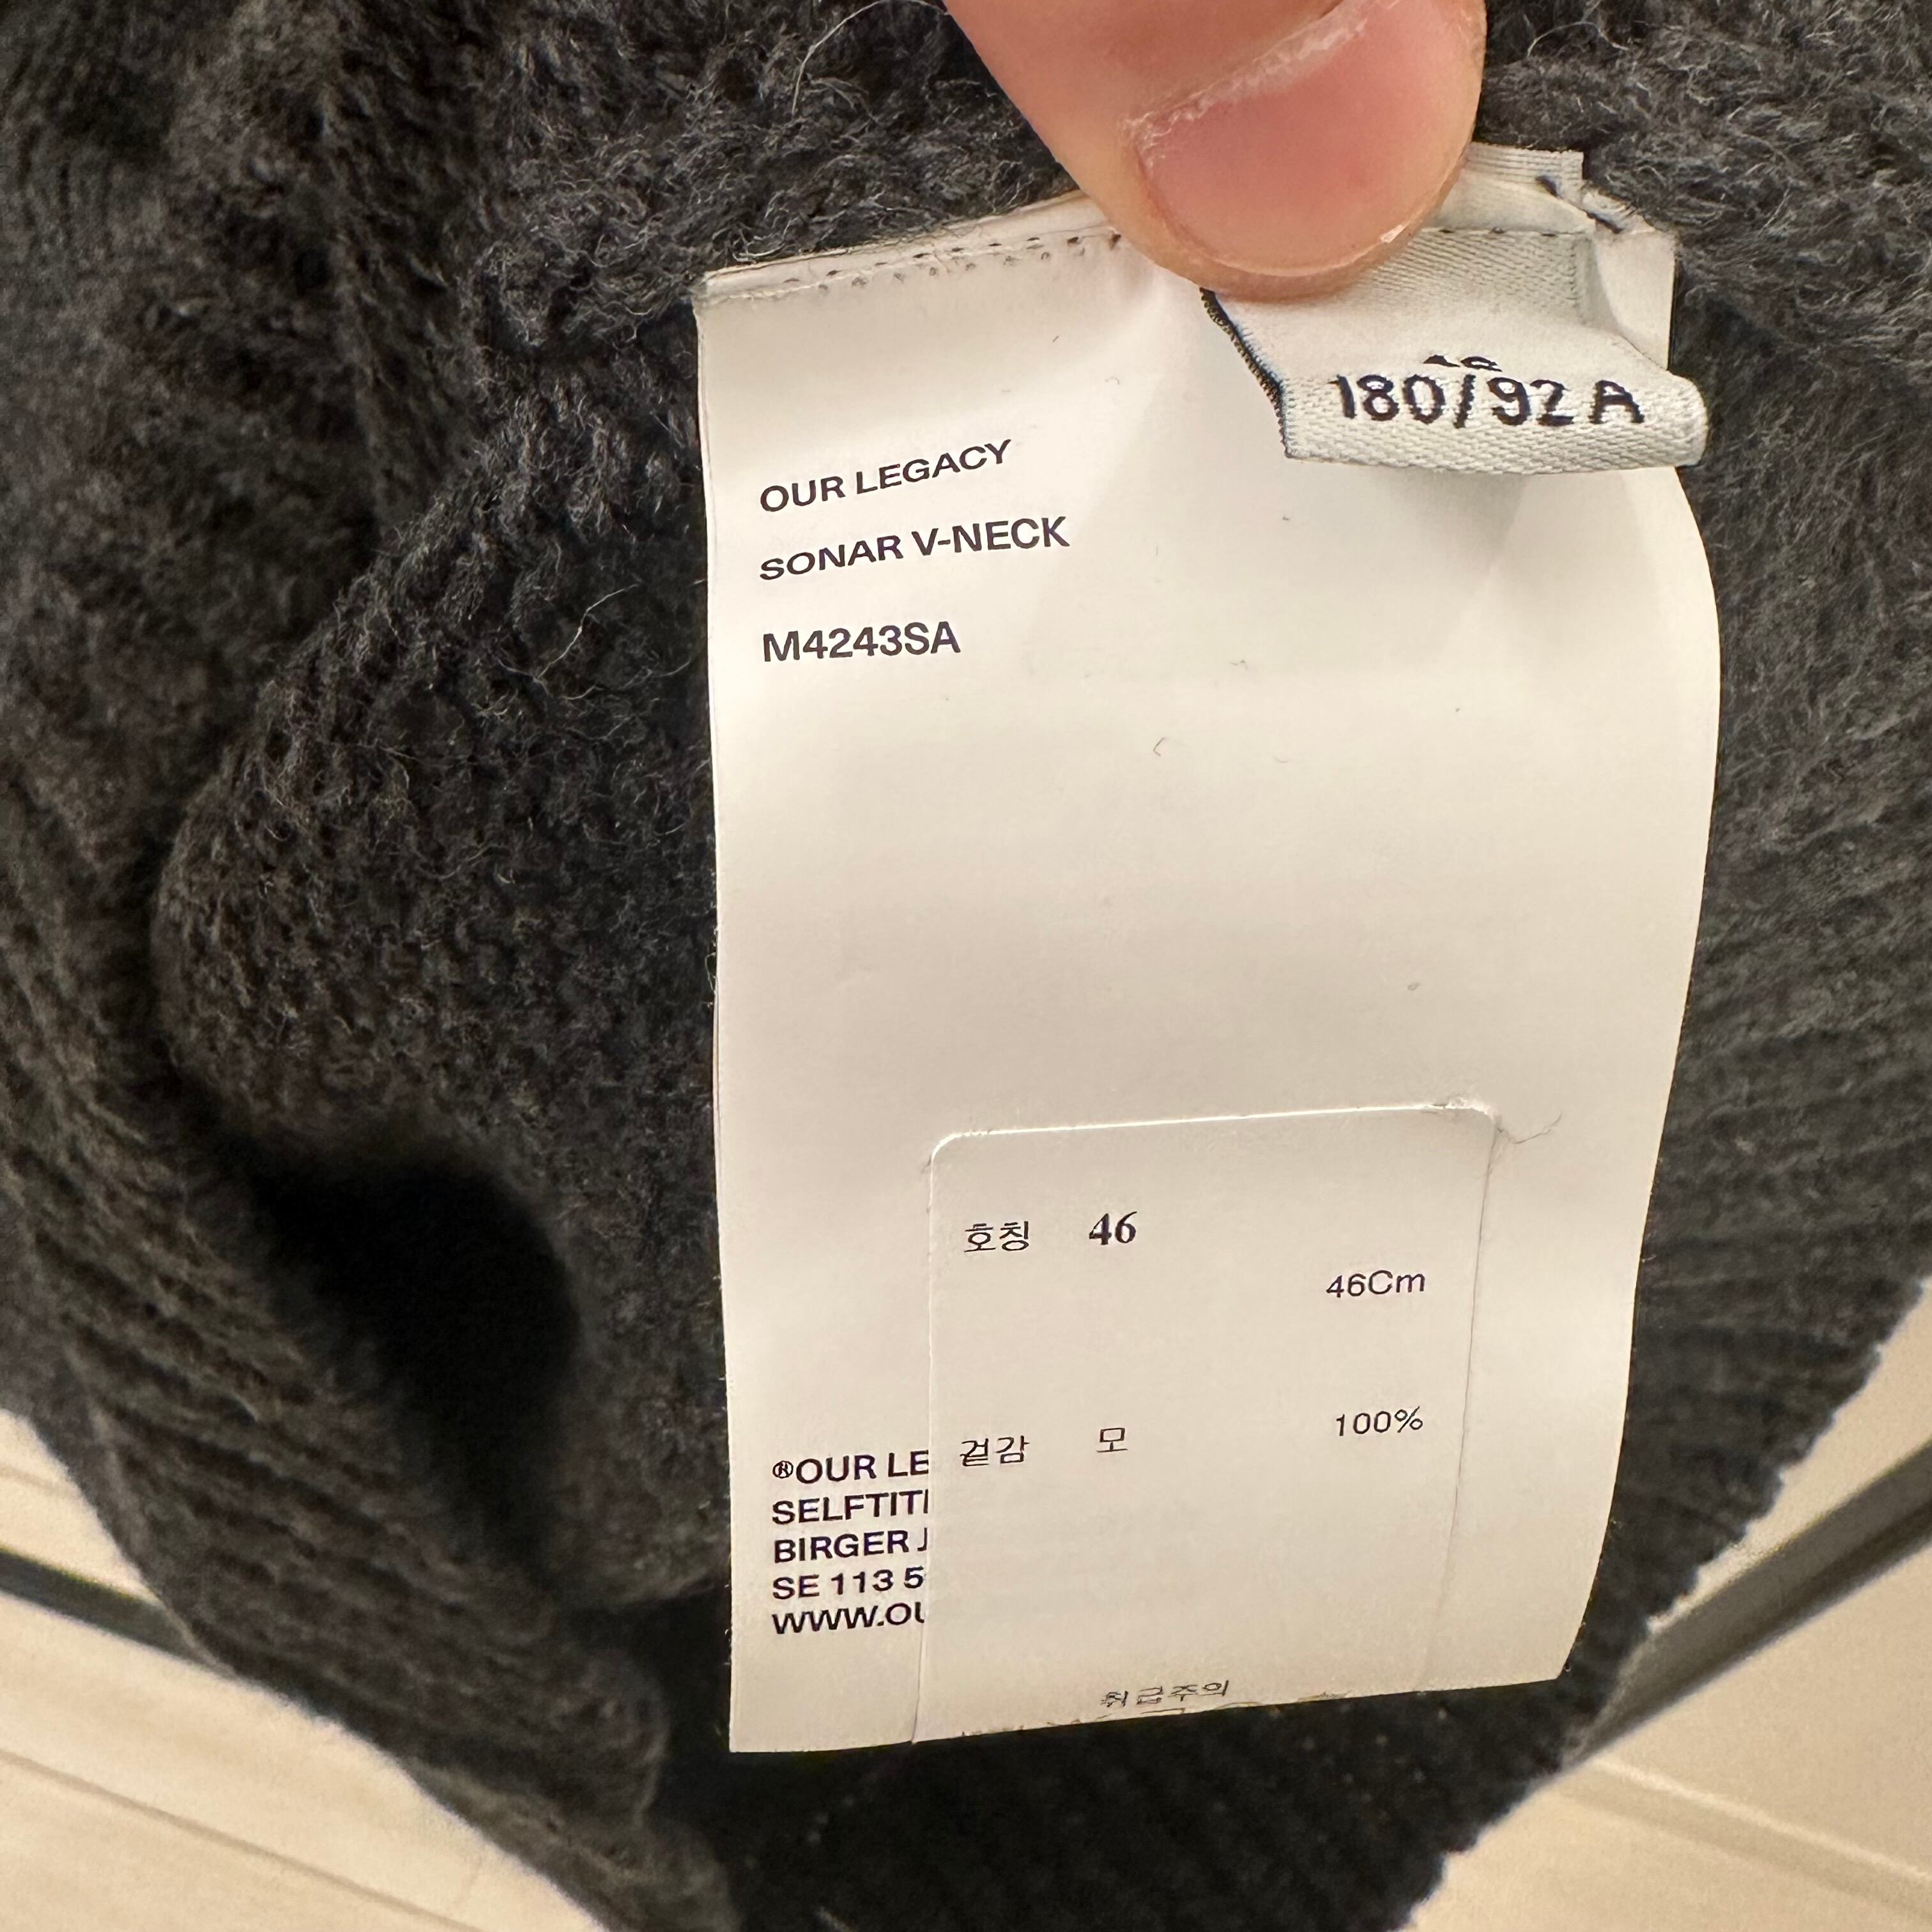 180/92 A
OUR LEGACY
SONAR V-NECK
M4243SA
호칭 46
46Cm
겉감 모 100%
®OUR LE
SELFTITL
BIRGER J
SE 113 5
WWW.OU
취급주의